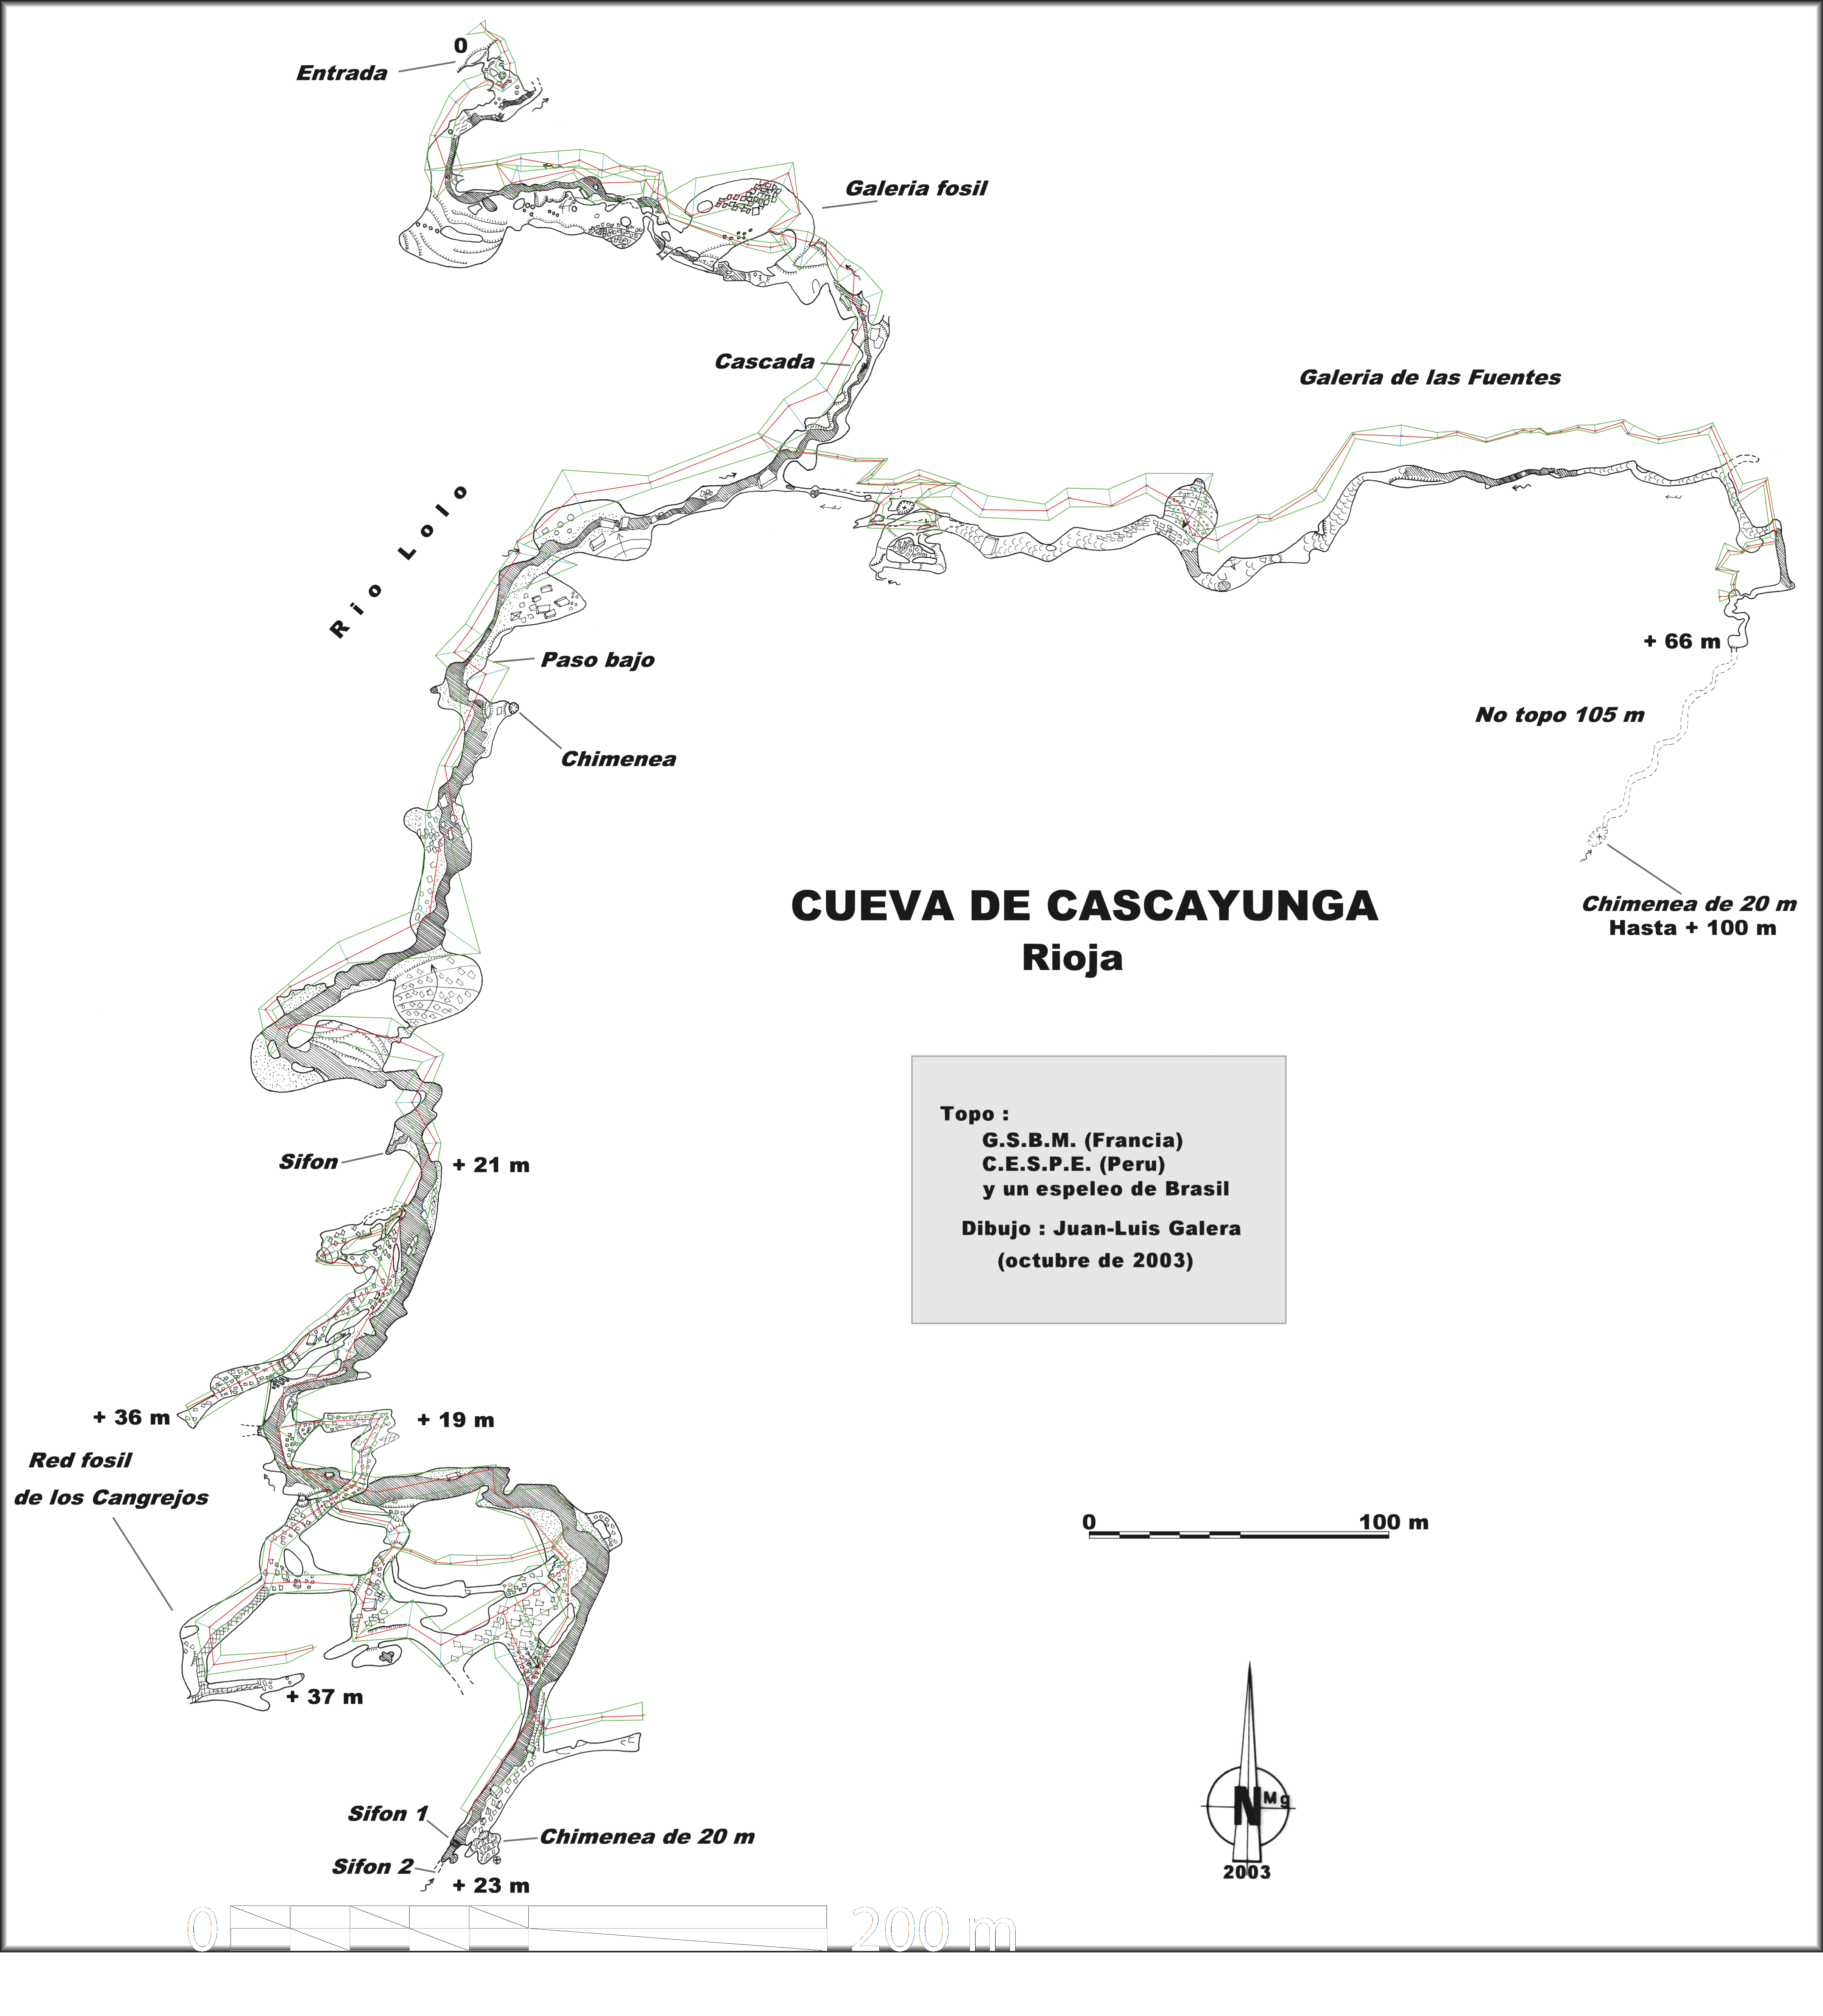 0
Entrada
Galeria fosil
Cascada
Galeria de las Fuentes
Rio Lolo
+ 66 m
Paso bajo
No topo 105 m
Chimenea
CUEVA DE CASCAYUNGA
Rioja
Chimenea de 20 m
Hasta + 100 m
Topo :
G.S.B.M. (Francia)
C.E.S.P.E. (Peru)
y un espeleo de Brasil
Dibujo : Juan-Luis Galera
(octubre de 2003)
Sifon
+ 21 m
+ 36 m
+ 19 m
Red fosil
de los Cangrejos
0 100 m
+ 37 m
N Mg
2003
Sifon 1
Chimenea de 20 m
Sifon 2
+ 23 m
0 200 m